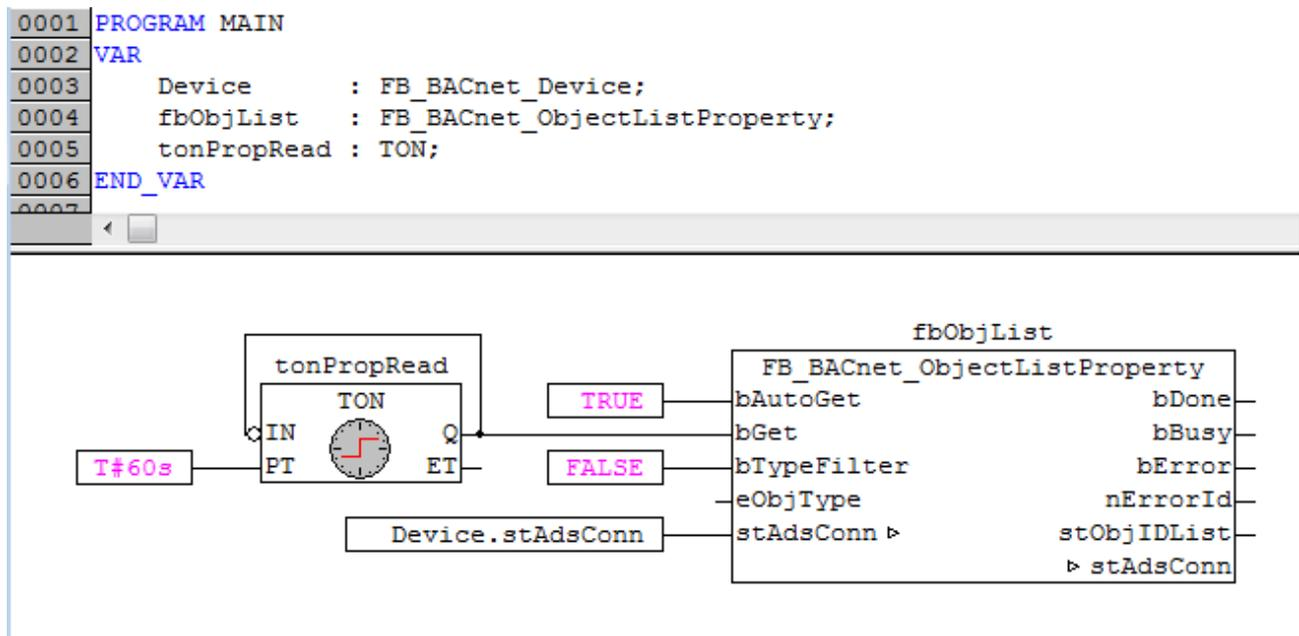 0001 PROGRAM MAIN
0002 VAR
0003 Device : FB_BACnet_Device;
0004 fbObjList : FB_BACnet_ObjectListProperty;
0005 tonPropRead : TON;
0006 END_VAR
0007
fbObjList
tonPropRead
FB_BACnet_ObjectListProperty
TON
TRUE bAutoGet bDone
IN Q bGet bBusy
T#60s PT ET FALSE bTypeFilter bError
eObjType nErrorId
Device.stAdsConn stAdsConn ▷ stObjIDList
▷ stAdsConn